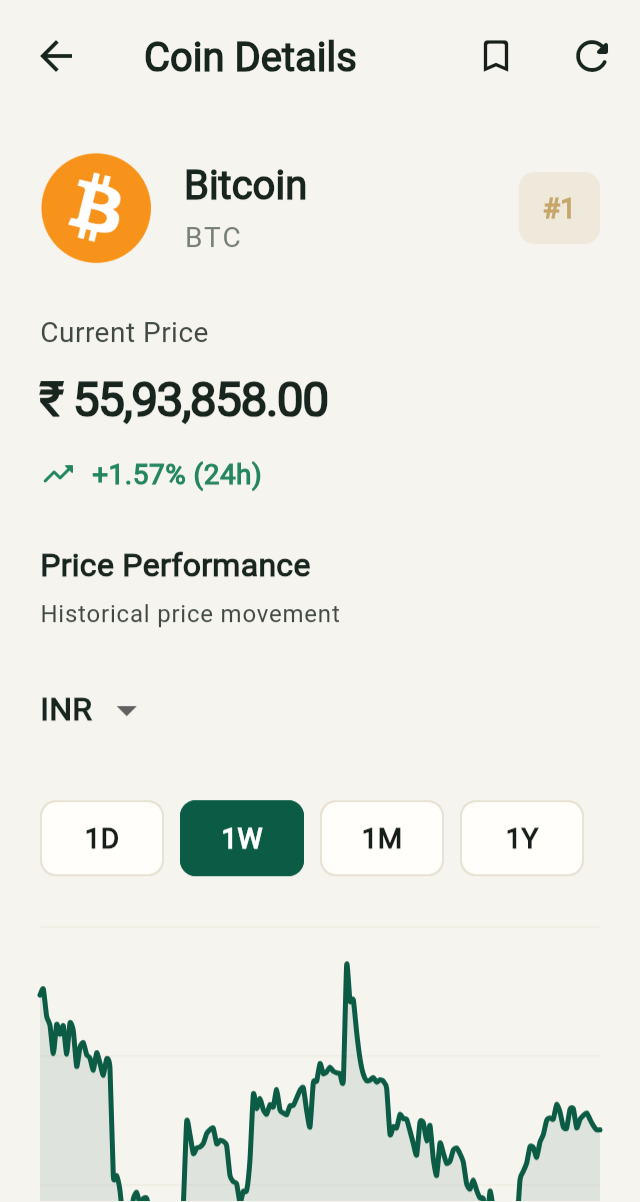 Coin Details
Bitcoin
BTC
#1
Current Price
₹ 55,93,858.00
+1.57% (24h)
Price Performance
Historical price movement
INR
1D 1W 1M 1Y